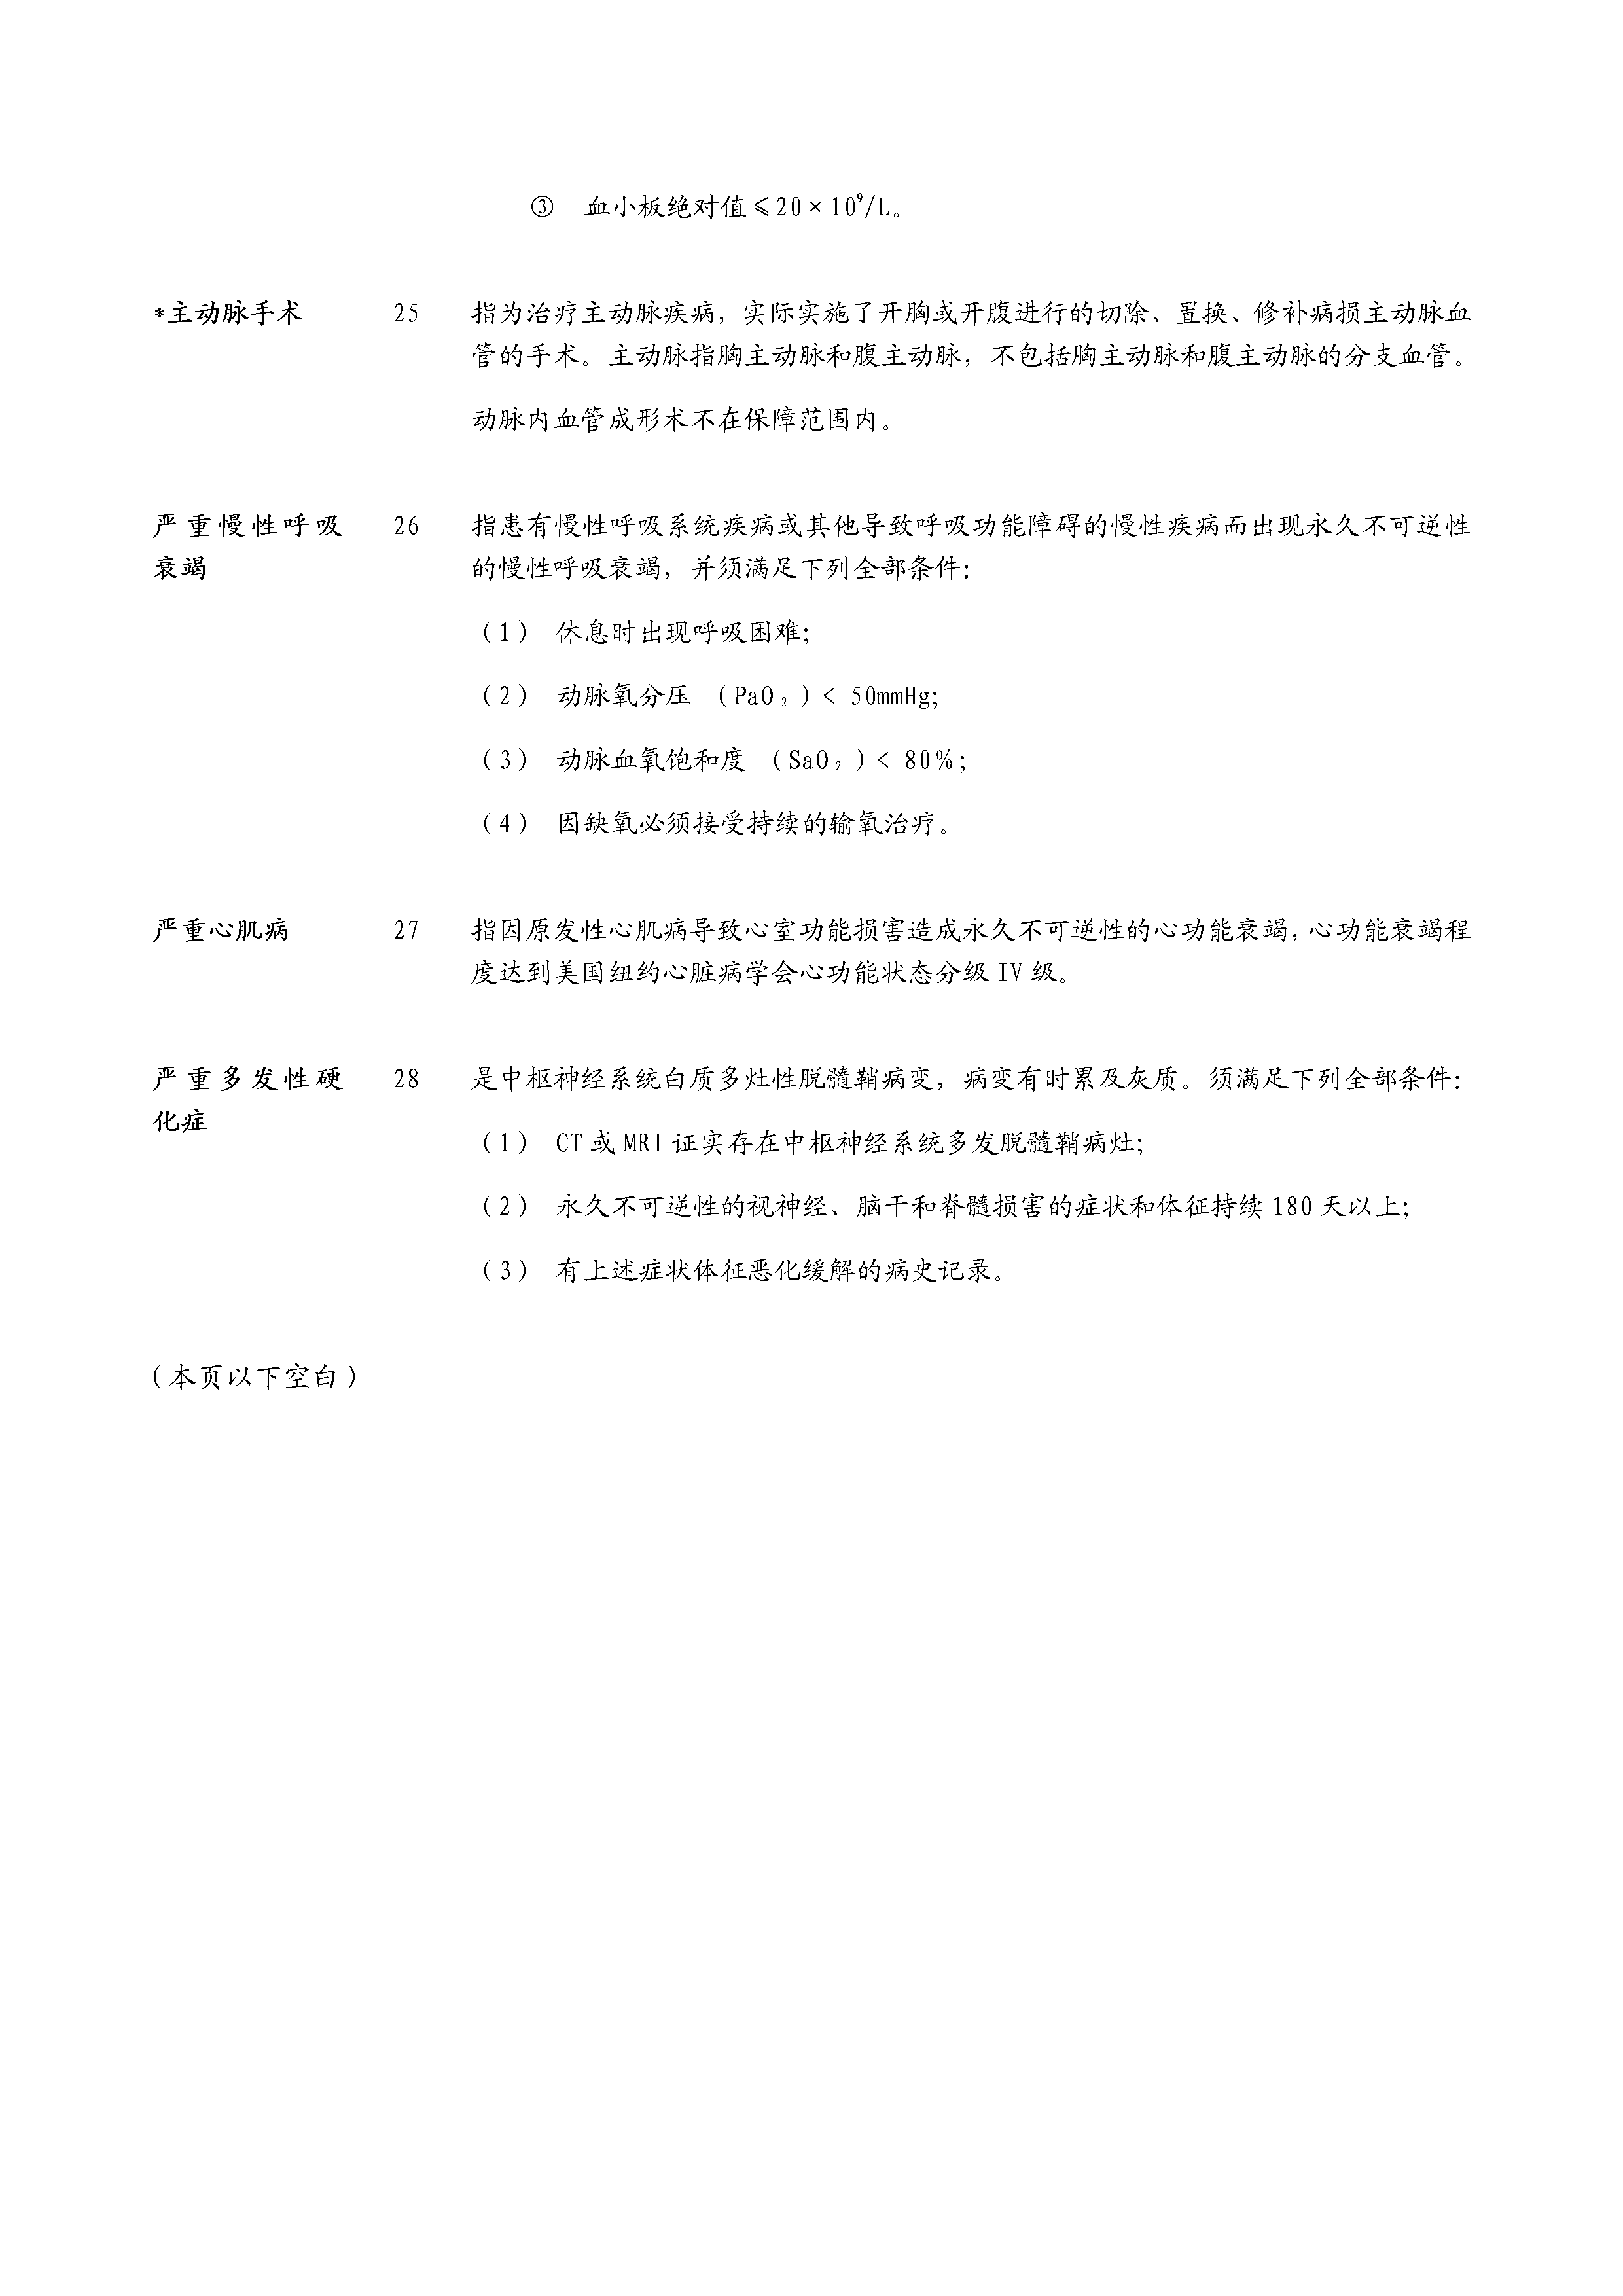 ③ 血小板绝对值≤20×10⁹/L。
*主动脉手术 25 指为治疗主动脉疾病，实际实施了开胸或开腹进行的切除、置换、修补病损主动脉血
管的手术。主动脉指胸主动脉和腹主动脉，不包括胸主动脉和腹主动脉的分支血管。
动脉内血管成形术不在保障范围内。
严重慢性呼吸 26 指患有慢性呼吸系统疾病或其他导致呼吸功能障碍的慢性疾病而出现永久不可逆性
衰竭 的慢性呼吸衰竭，并须满足下列全部条件：
（1） 休息时出现呼吸困难；
（2） 动脉氧分压 （PaO₂）< 50mmHg；
（3） 动脉血氧饱和度 （SaO₂）< 80%；
（4） 因缺氧必须接受持续的输氧治疗。
严重心肌病 27 指因原发性心肌病导致心室功能损害造成永久不可逆性的心功能衰竭，心功能衰竭程
度达到美国纽约心脏病学会心功能状态分级 IV 级。
严重多发性硬 28 是中枢神经系统白质多灶性脱髓鞘病变，病变有时累及灰质。须满足下列全部条件：
化症
（1） CT 或 MRI 证实存在中枢神经系统多发脱髓鞘病灶；
（2） 永久不可逆性的视神经、脑干和脊髓损害的症状和体征持续 180 天以上；
（3） 有上述症状体征恶化缓解的病史记录。
（本页以下空白）